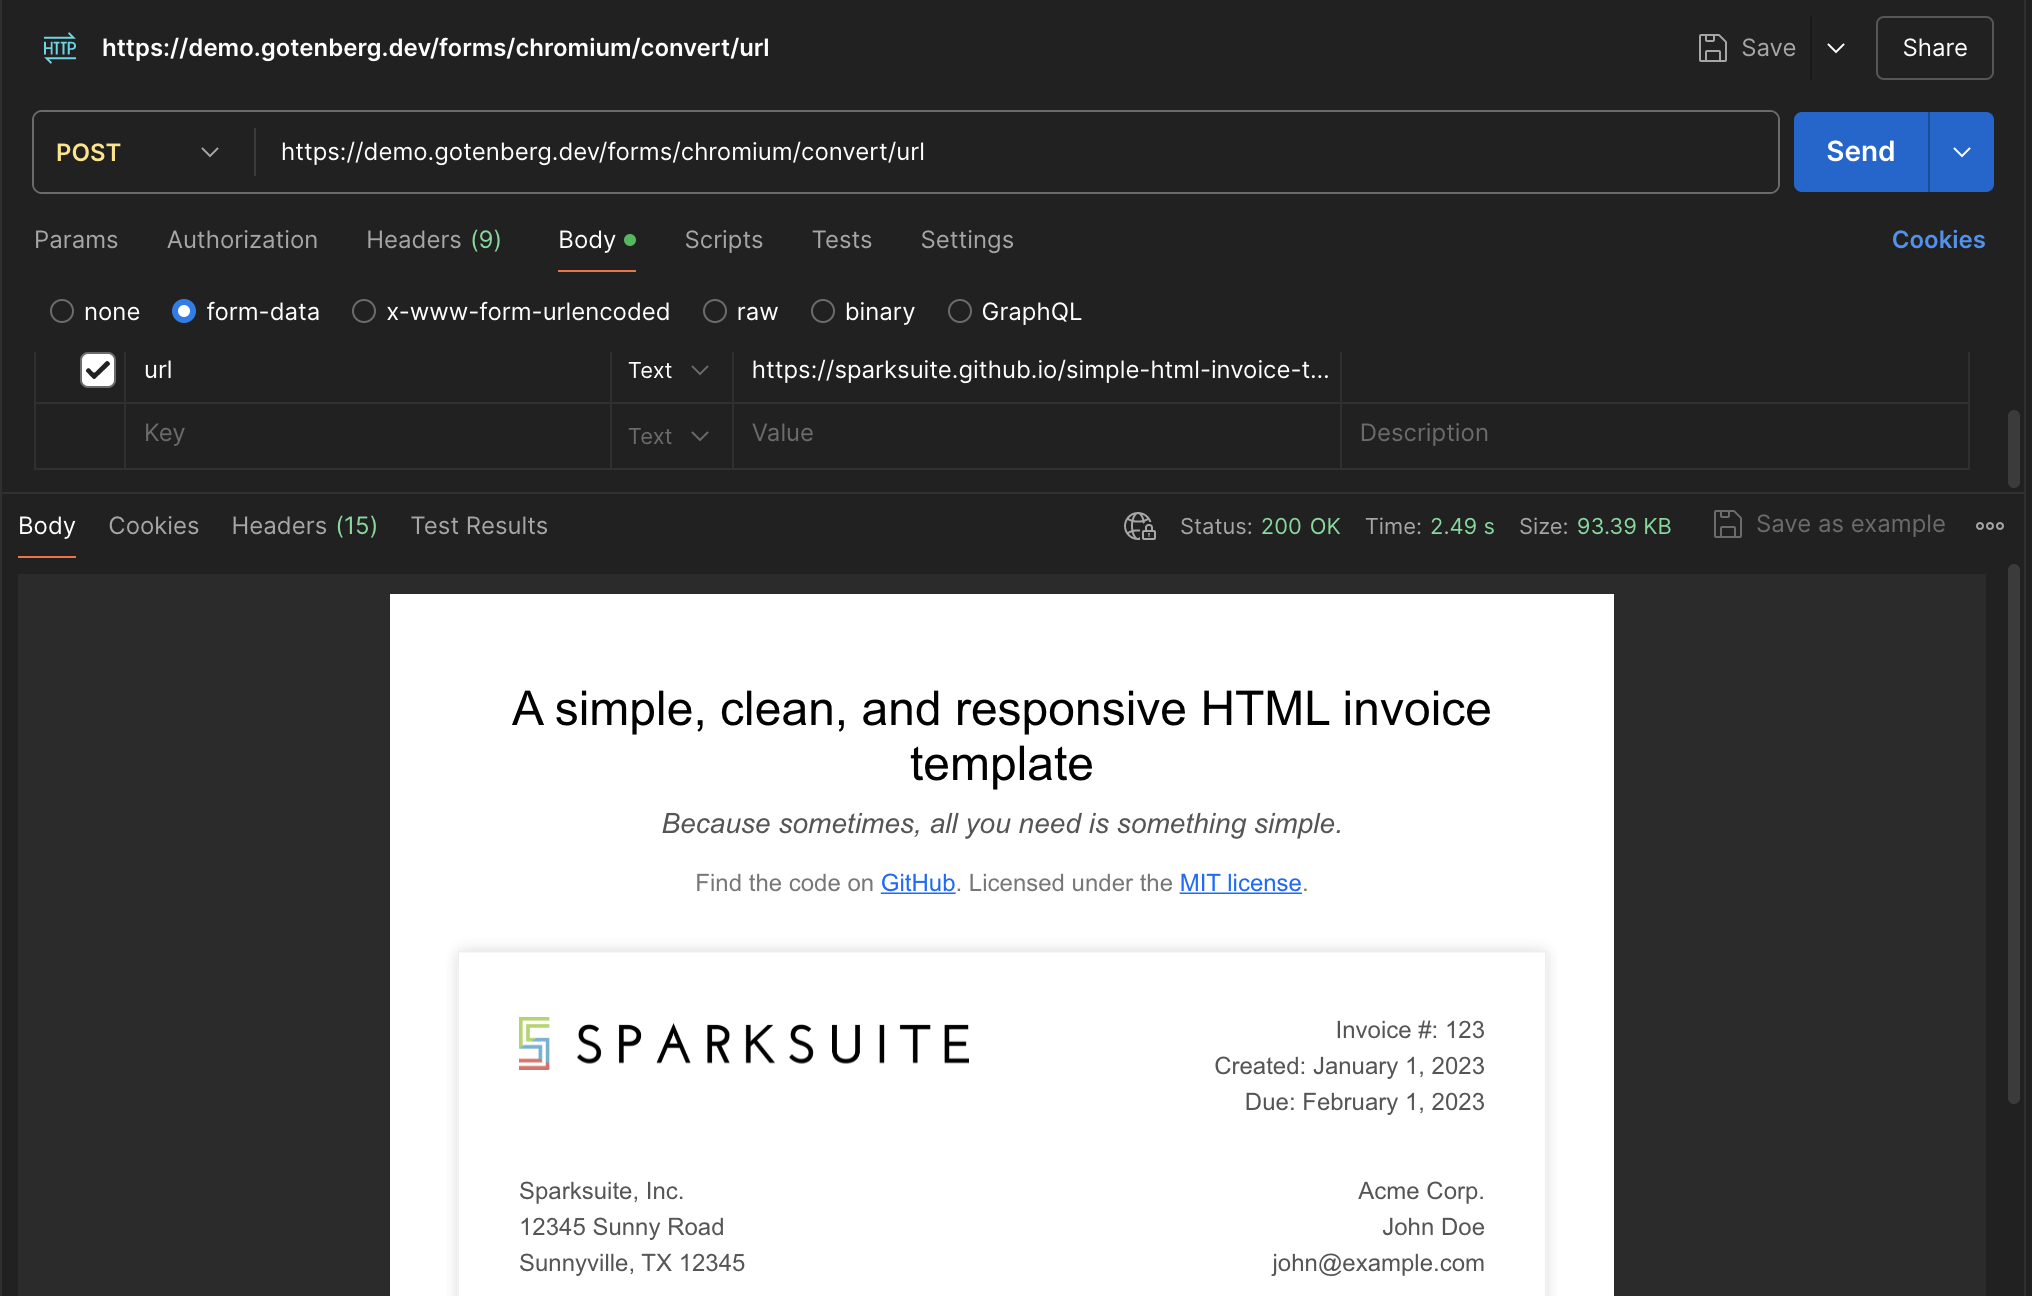 HTTP https://demo.gotenberg.dev/forms/chromium/convert/url Save Share
POST https://demo.gotenberg.dev/forms/chromium/convert/url Send
Params Authorization Headers (9) Body Scripts Tests Settings Cookies
none form-data x-www-form-urlencoded raw binary GraphQL
url Text https://sparksuite.github.io/simple-html-invoice-t...
Key Text Value Description
Body Cookies Headers (15) Test Results Status: 200 OK Time: 2.49 s Size: 93.39 KB Save as example
A simple, clean, and responsive HTML invoice
template
Because sometimes, all you need is something simple.
Find the code on GitHub. Licensed under the MIT license.
SPARKSUITE
Invoice #: 123
Created: January 1, 2023
Due: February 1, 2023
Sparksuite, Inc.
12345 Sunny Road
Sunnyville, TX 12345
Acme Corp.
John Doe
john@example.com